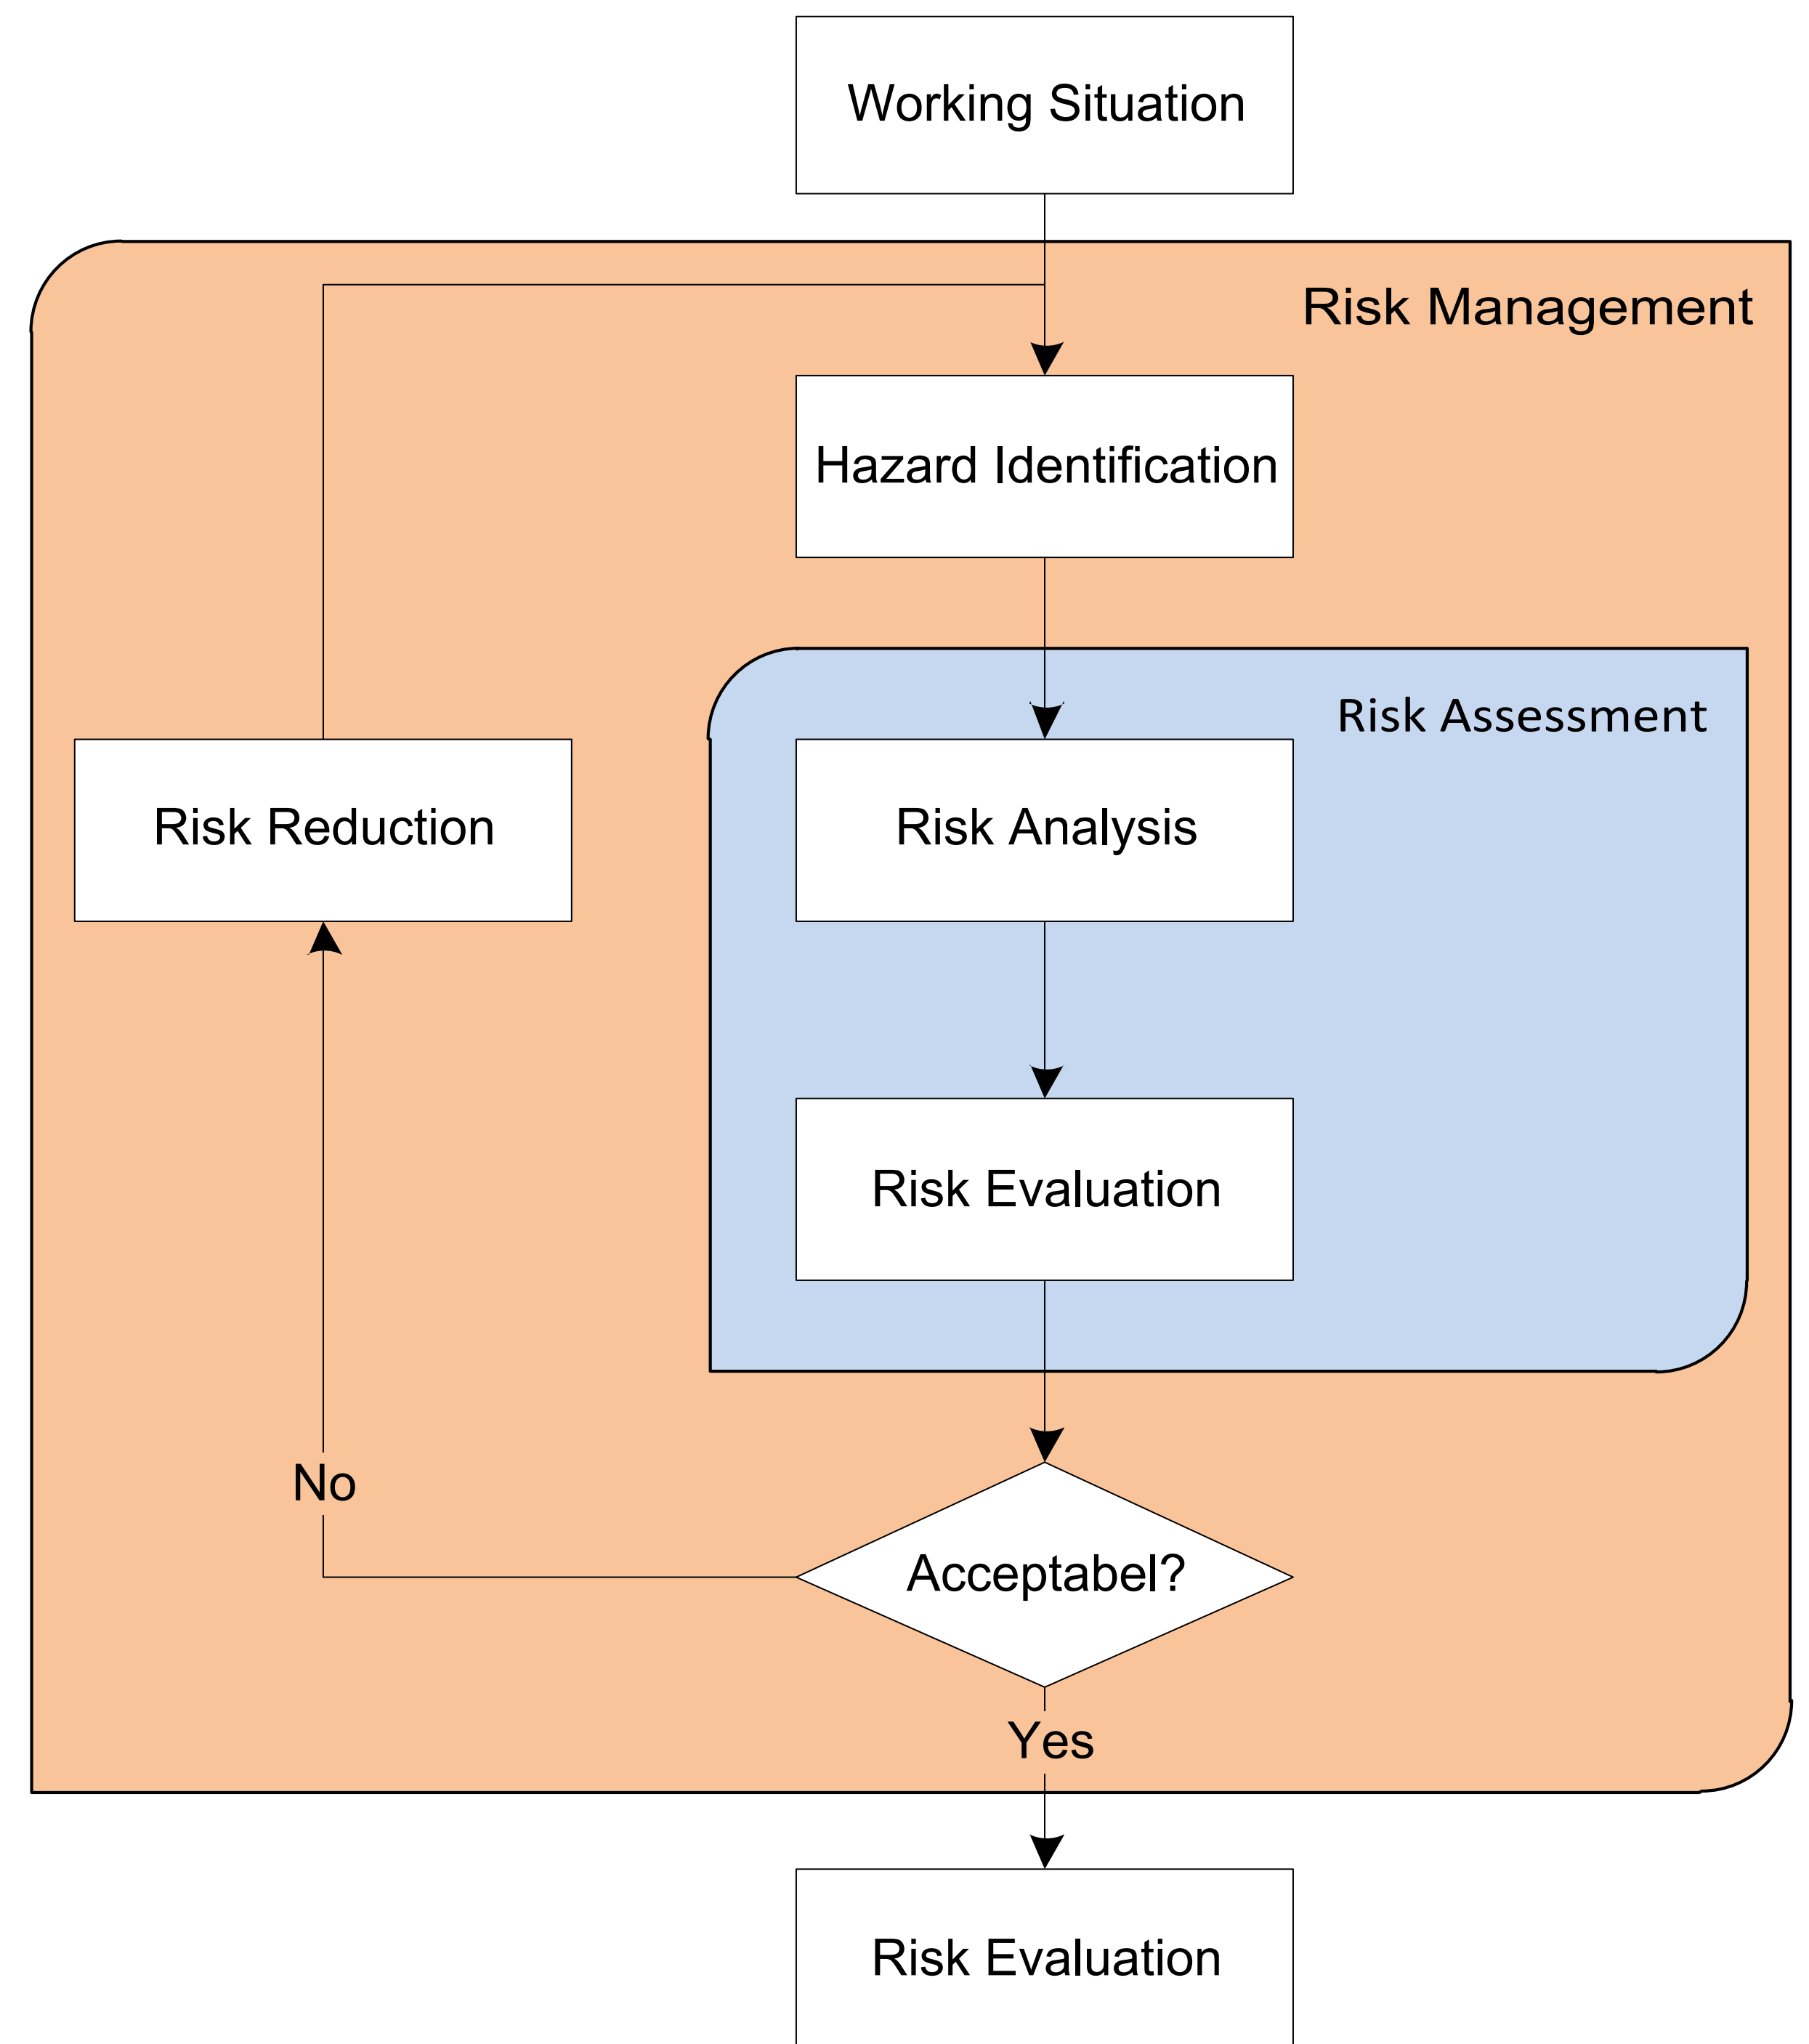 Working Situation
Risk Management
Hazard Identification
Risk Assessment
Risk Reduction
Risk Analysis
Risk Evaluation
No
Acceptabel?
Yes
Risk Evaluation